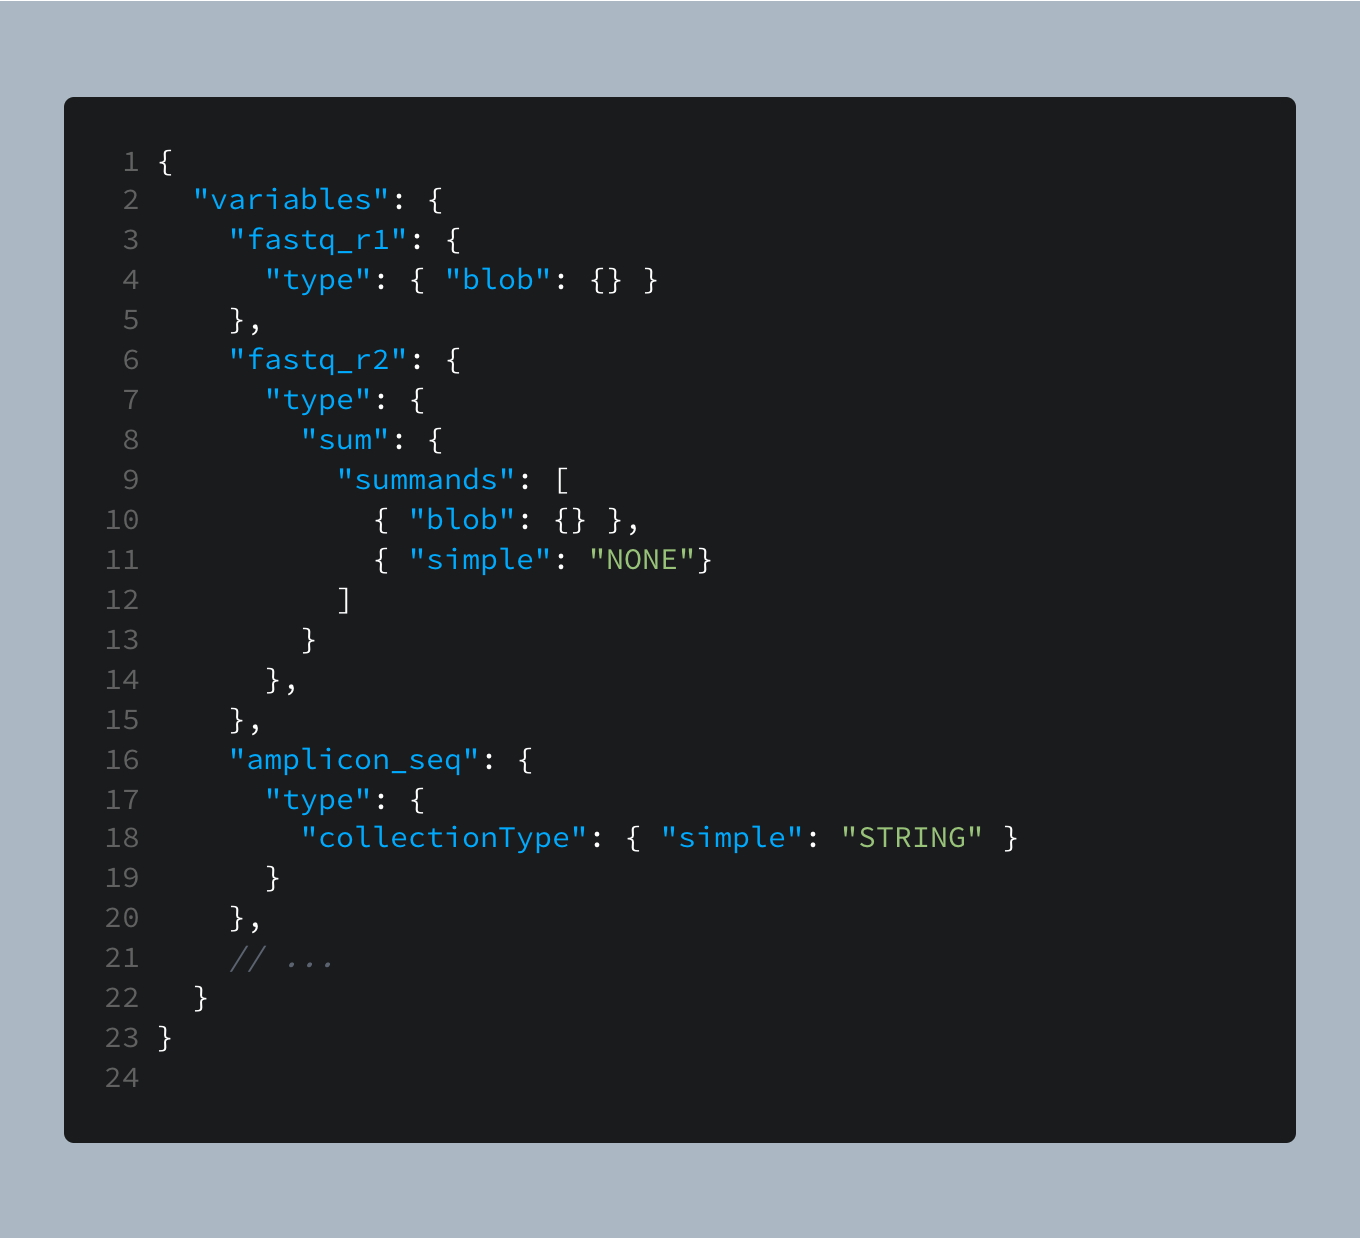 1 {
2   "variables": {
3     "fastq_r1": {
4       "type": { "blob": {} }
5     },
6     "fastq_r2": {
7       "type": {
8         "sum": {
9           "summands": [
10             { "blob": {} },
11             { "simple": "NONE"}
12           ]
13         }
14       },
15     },
16     "amplicon_seq": {
17       "type": {
18         "collectionType": { "simple": "STRING" }
19       }
20     },
21     // ...
22   }
23 }
24